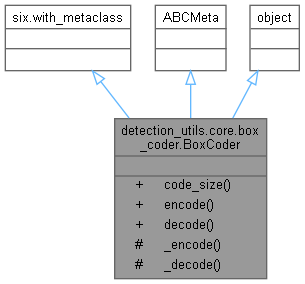 six.with_metaclass
ABCMeta
object
detection_utils.core.box
_coder.BoxCoder
+ code_size()
+ encode()
+ decode()
# _encode()
# _decode()